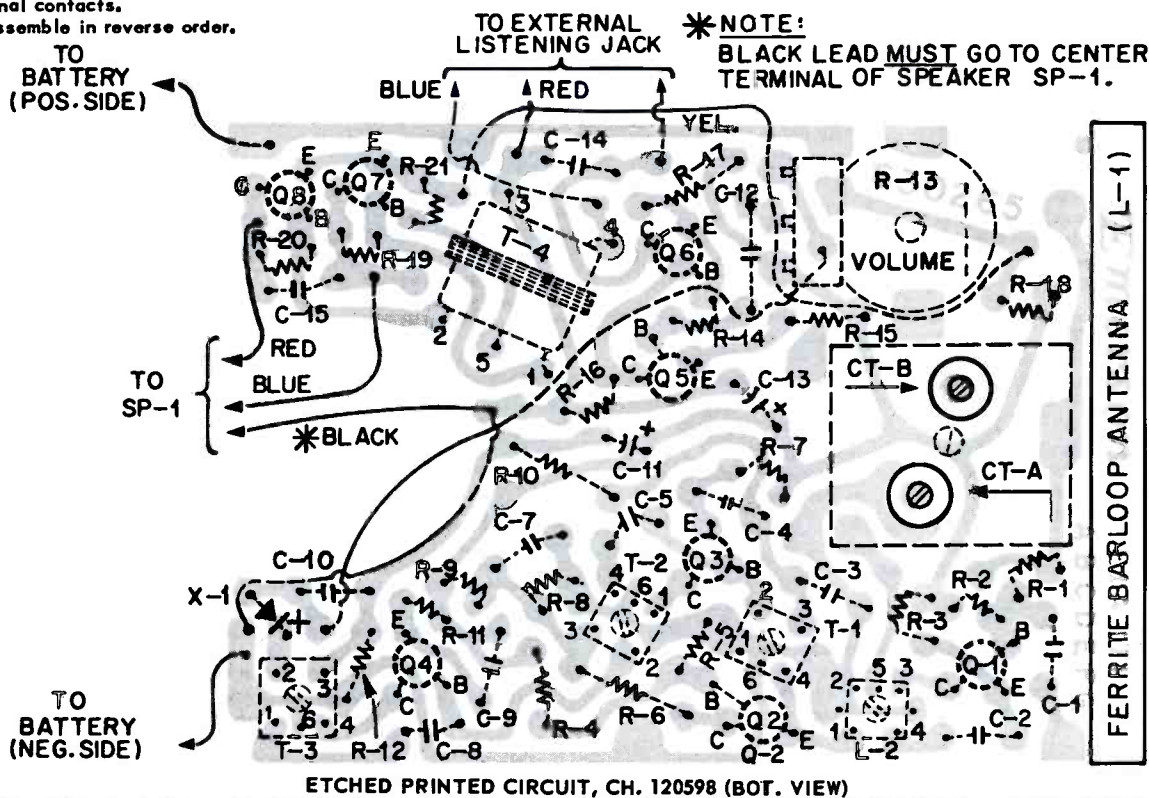 nal contacts.
ssemble in reverse order.
TO
BATTERY
(POS. SIDE)
TO EXTERNAL
LISTENING JACK
BLUE RED
✱ NOTE:
BLACK LEAD MUST GO TO CENTER
TERMINAL OF SPEAKER SP-1.
YEL.
C-14
R-17
C-12
R-13
VOLUME
E E
C Q8 C Q7 R-21
B B
R-20
R-19
C-15
3
T-4
4
2
5
1
C E
Q6
B
R-18
R-14
R-15
B
C Q5 E
R-16
C-13
CT-B
CT-A
TO
SP-1
RED
BLUE
✱BLACK
R-10
C-11
R-7
C-5
C-4
C-7
E
Q3
B
C
C-10
X-1
R-9
R-8
T-2
4 6 1
3 2
C-3
R-2
R-1
R-3
R-5
2 3
T-1
1
6 4
E
Q4
B
C
R-11
Q-1
B
C E
C-1
2 3
1 6 4
T-3
R-12
C-8
C-9
R-4
R-6
B
Q2
C E
Q-2
5 3
2
1 4
L-2
C-2
TO
BATTERY
(NEG. SIDE)
FERRITE BAR LOOP ANTENNA (L-1)
ETCHED PRINTED CIRCUIT, CH. 120598 (BOT. VIEW)